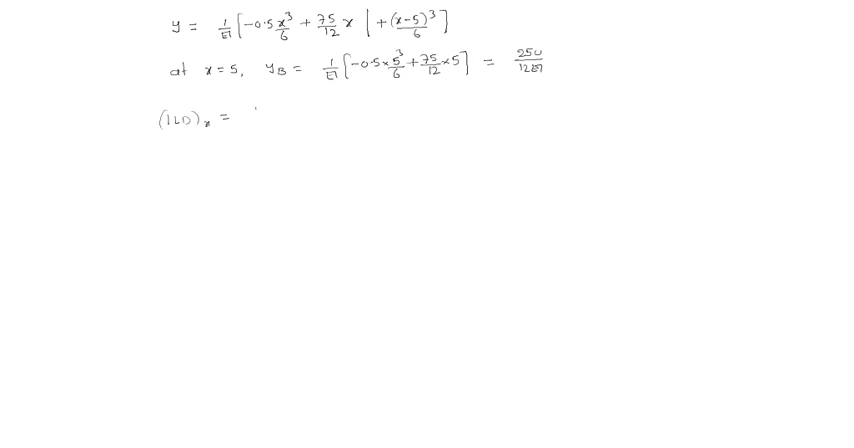 y = 1/EI [-0.5 x³/6 + 75/12 x | + (x-5)³/6]
at x = 5, yB = 1/EI [-0.5 × 5³/6 + 75/12 × 5] = 250/12EI
(ILD)x =